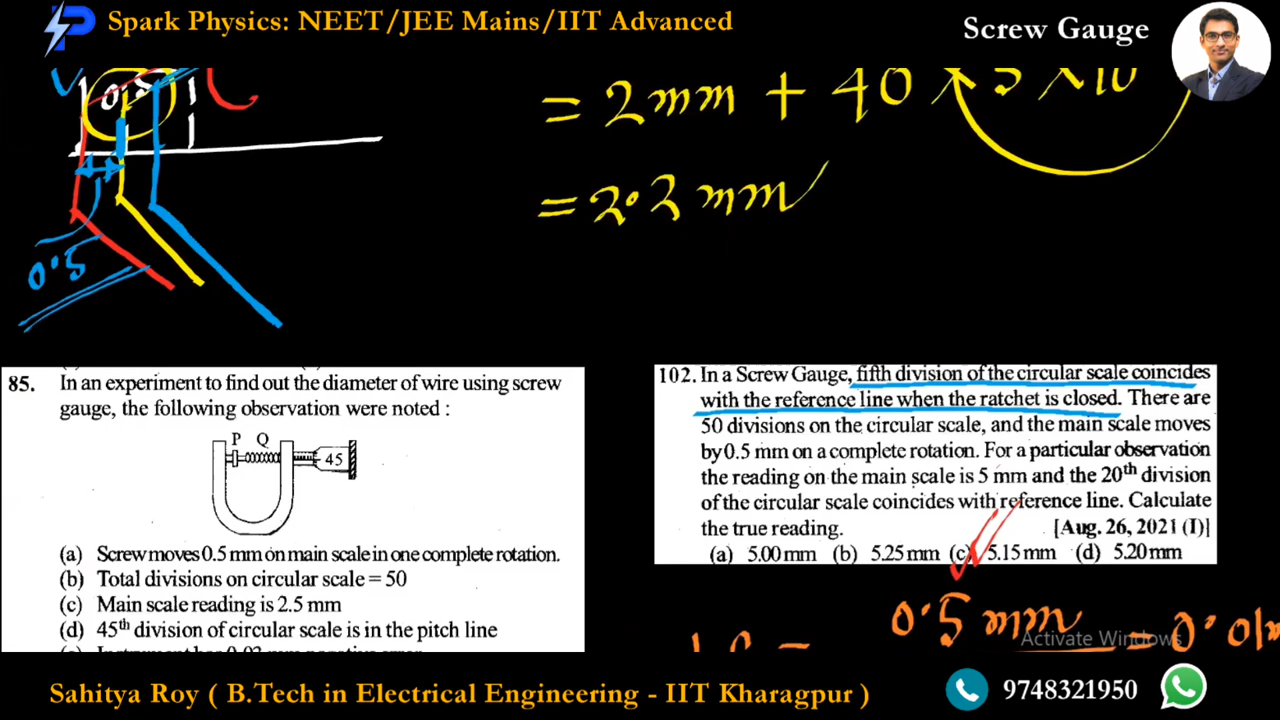 Spark Physics: NEET/JEE Mains/IIT Advanced
Screw Gauge
= 2mm + 40 × 5 × 10
= 2.2 mm
0.5
85. In an experiment to find out the diameter of wire using screw
gauge, the following observation were noted :
P Q
45
(a) Screw moves 0.5 mm on main scale in one complete rotation.
(b) Total divisions on circular scale = 50
(c) Main scale reading is 2.5 mm
(d) 45th division of circular scale is in the pitch line
102. In a Screw Gauge, fifth division of the circular scale coincides
with the reference line when the ratchet is closed. There are
50 divisions on the circular scale, and the main scale moves
by 0.5 mm on a complete rotation. For a particular observation
the reading on the main scale is 5 mm and the 20th division
of the circular scale coincides with reference line. Calculate
the true reading. [Aug. 26, 2021 (I)]
(a) 5.00 mm (b) 5.25 mm (c) 5.15 mm (d) 5.20 mm
0.5 mm
= 0.01m
Activate Windows
Sahitya Roy ( B.Tech in Electrical Engineering - IIT Kharagpur )
9748321950